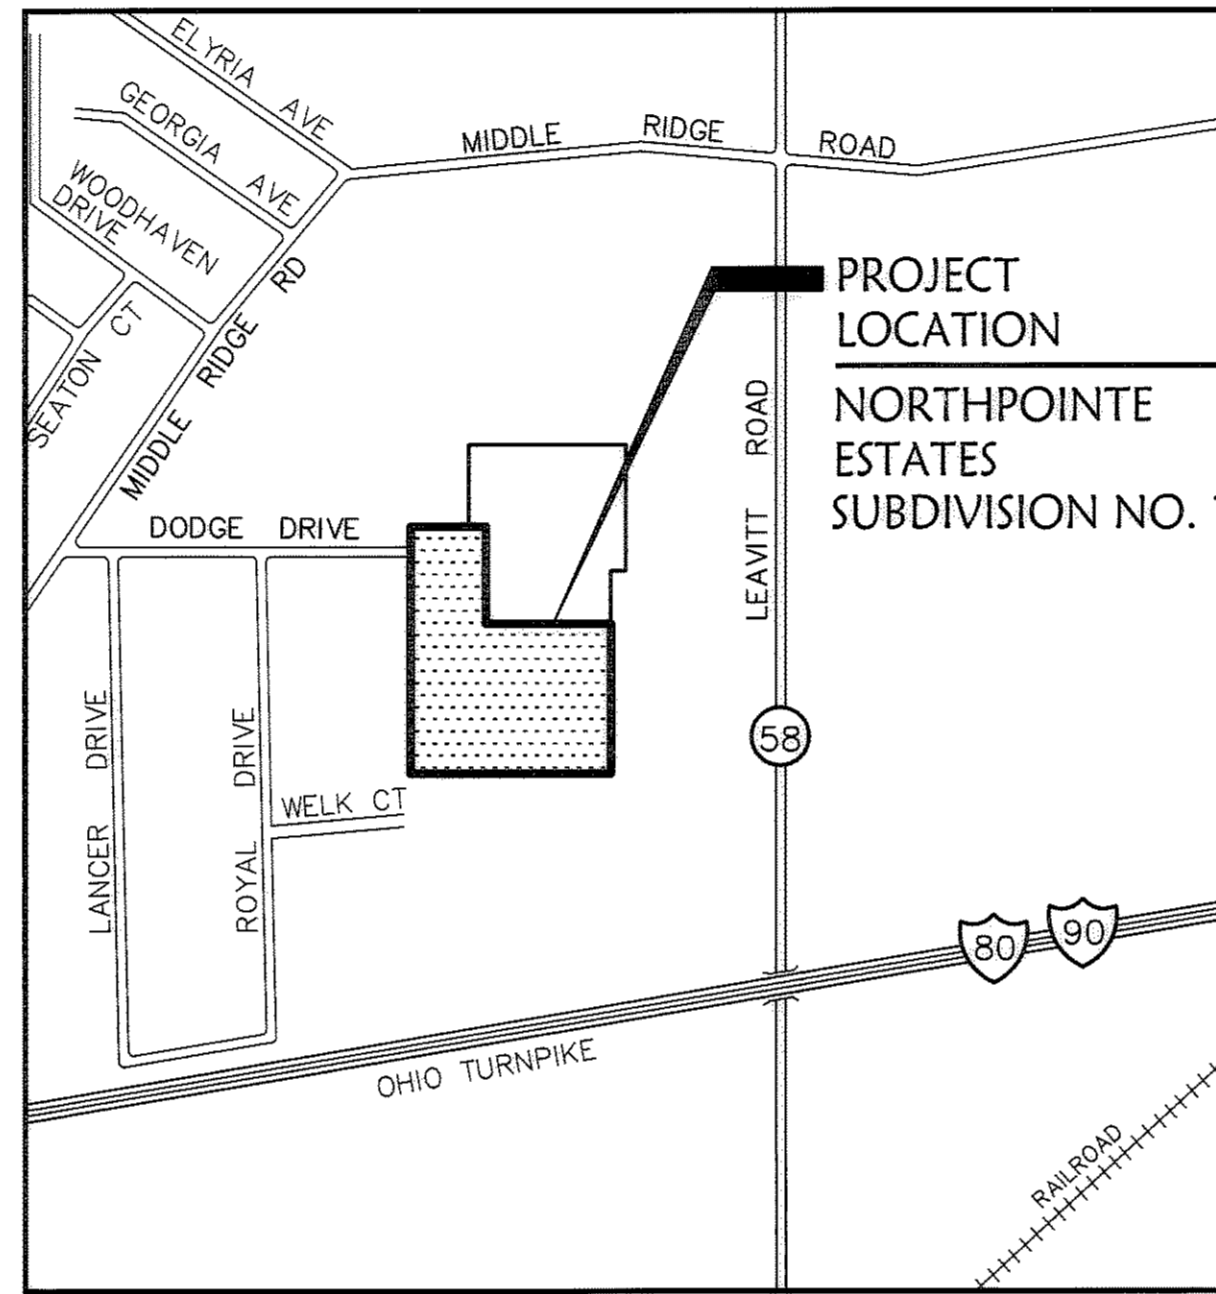 ELYRIA AVE
GEORGIA AVE
MIDDLE RIDGE ROAD
WOODHAVEN
DRIVE
SEATON CT
MIDDLE RIDGE RD
PROJECT
LOCATION
NORTHPOINTE
ESTATES
SUBDIVISION NO.
LEAVITT ROAD
DODGE DRIVE
LANCER DRIVE
ROYAL DRIVE
WELK CT
58
80
90
OHIO TURNPIKE
RAILROAD